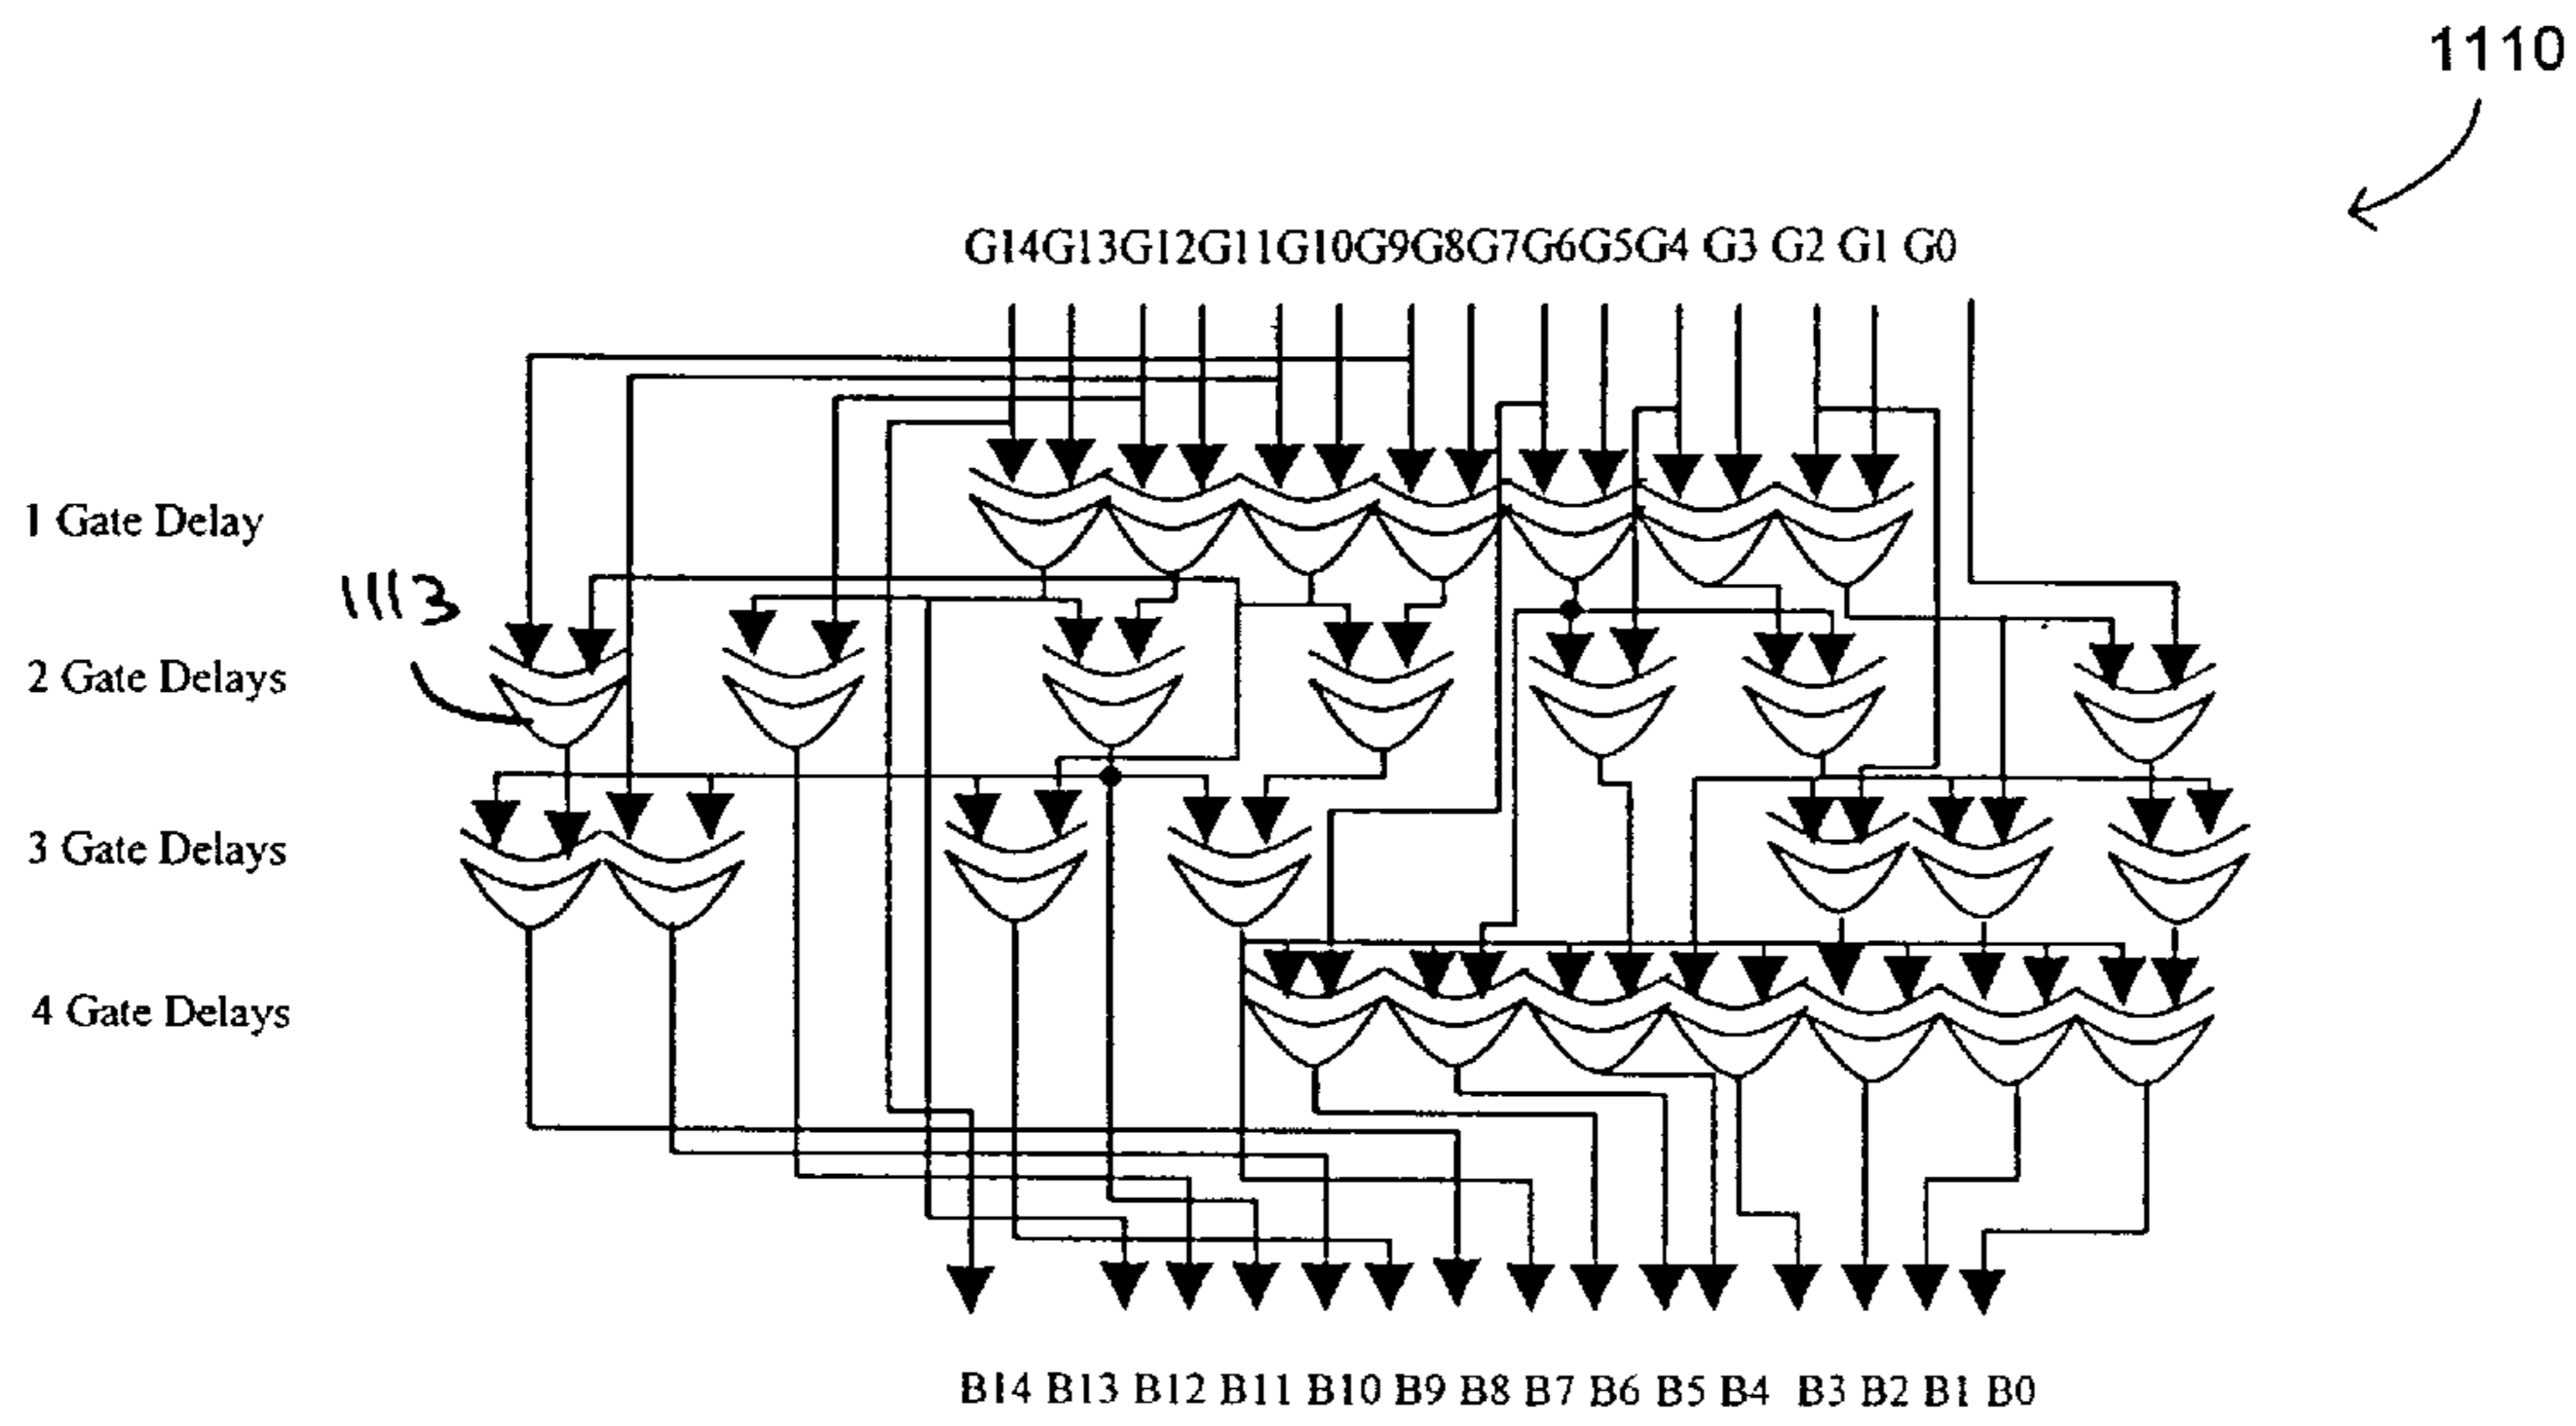 1110
G14G13G12G11G10G9G8G7G6G5G4 G3 G2 G1 G0
1 Gate Delay
1113
2 Gate Delays
3 Gate Delays
4 Gate Delays
B14 B13 B12 B11 B10 B9 B8 B7 B6 B5 B4 B3 B2 B1 B0